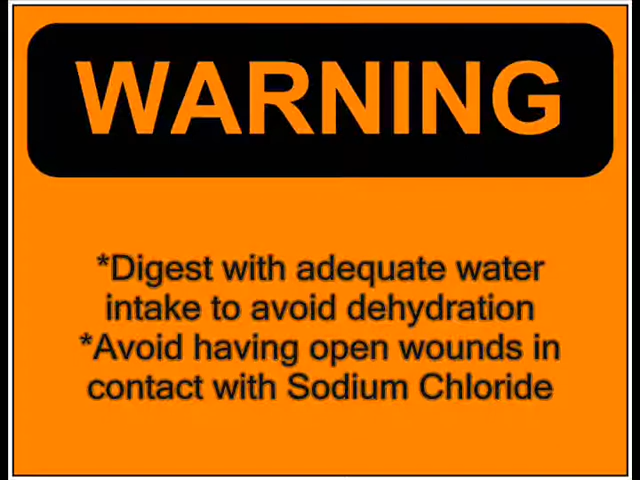 WARNING
*Digest with adequate water
intake to avoid dehydration
*Avoid having open wounds in
contact with Sodium Chloride